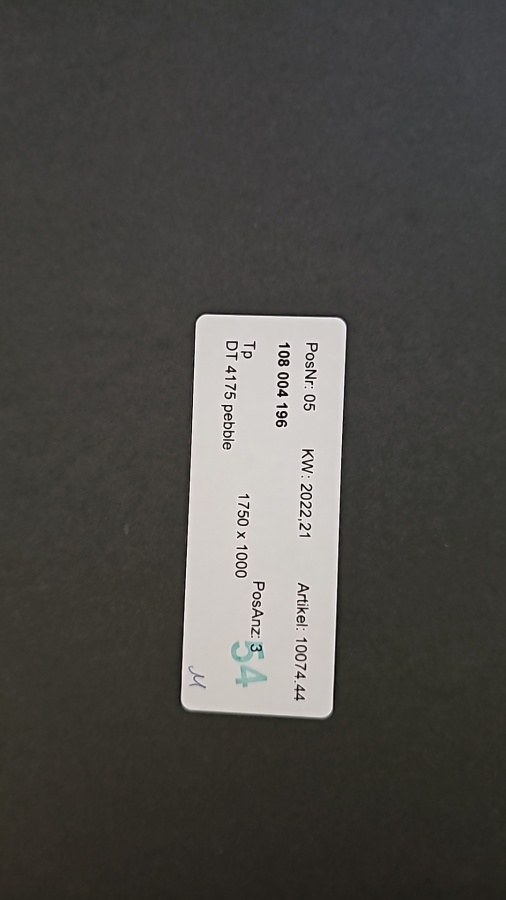 PosNr: 05 KW: 2022,21 Artikel: 10074.44
108 004 196
PosAnz: 3
Tp 1750 x 1000
DT 4175 pebble
54
M